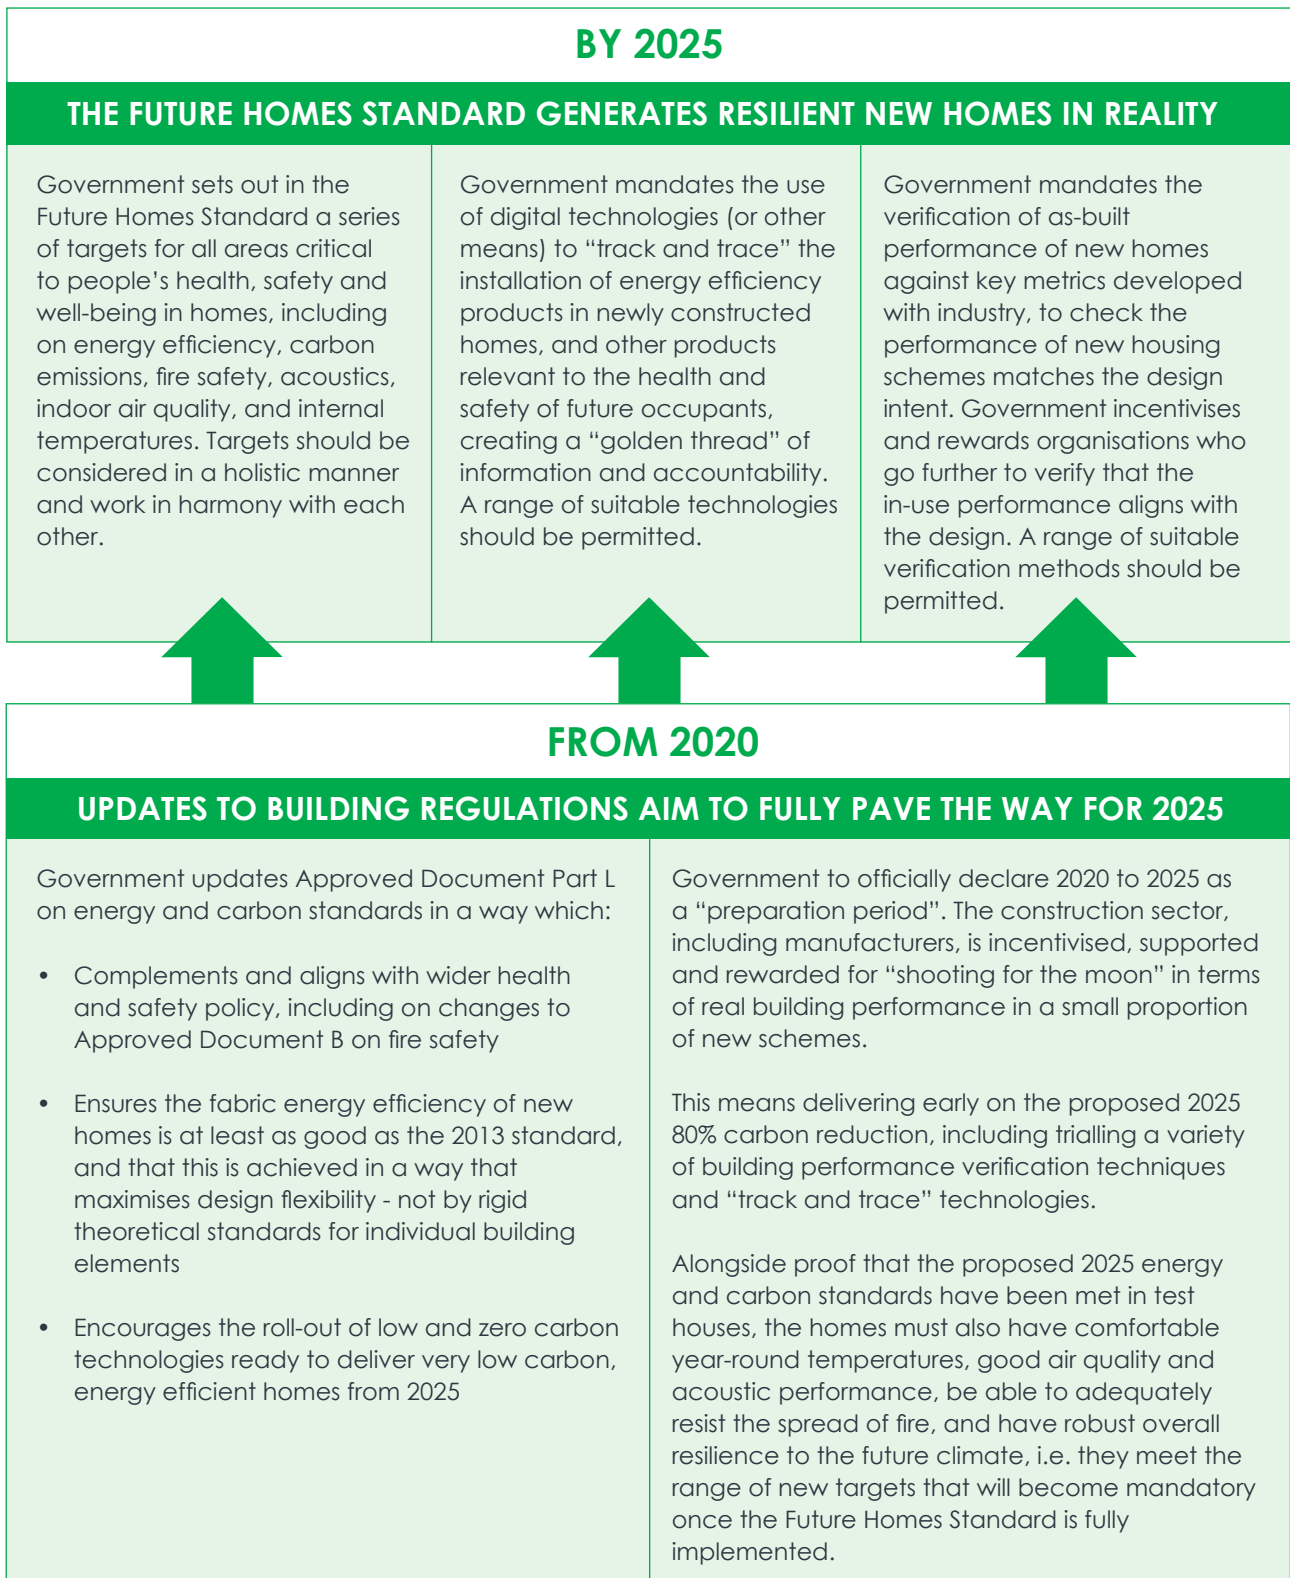 BY 2025
THE FUTURE HOMES STANDARD GENERATES RESILIENT NEW HOMES IN REALITY
Government sets out in the
Future Homes Standard a series
of targets for all areas critical
to people’s health, safety and
well-being in homes, including
on energy efficiency, carbon
emissions, fire safety, acoustics,
indoor air quality, and internal
temperatures. Targets should be
considered in a holistic manner
and work in harmony with each
other.
Government mandates the use
of digital technologies (or other
means) to “track and trace” the
installation of energy efficiency
products in newly constructed
homes, and other products
relevant to the health and
safety of future occupants,
creating a “golden thread” of
information and accountability.
A range of suitable technologies
should be permitted.
Government mandates the
verification of as-built
performance of new homes
against key metrics developed
with industry, to check the
performance of new housing
schemes matches the design
intent. Government incentivises
and rewards organisations who
go further to verify that the
in-use performance aligns with
the design. A range of suitable
verification methods should be
permitted.
FROM 2020
UPDATES TO BUILDING REGULATIONS AIM TO FULLY PAVE THE WAY FOR 2025
Government updates Approved Document Part L
on energy and carbon standards in a way which:
• Complements and aligns with wider health
and safety policy, including on changes to
Approved Document B on fire safety
• Ensures the fabric energy efficiency of new
homes is at least as good as the 2013 standard,
and that this is achieved in a way that
maximises design flexibility - not by rigid
theoretical standards for individual building
elements
• Encourages the roll-out of low and zero carbon
technologies ready to deliver very low carbon,
energy efficient homes from 2025
Government to officially declare 2020 to 2025 as
a “preparation period”. The construction sector,
including manufacturers, is incentivised, supported
and rewarded for “shooting for the moon” in terms
of real building performance in a small proportion
of new schemes.
This means delivering early on the proposed 2025
80% carbon reduction, including trialling a variety
of building performance verification techniques
and “track and trace” technologies.
Alongside proof that the proposed 2025 energy
and carbon standards have been met in test
houses, the homes must also have comfortable
year-round temperatures, good air quality and
acoustic performance, be able to adequately
resist the spread of fire, and have robust overall
resilience to the future climate, i.e. they meet the
range of new targets that will become mandatory
once the Future Homes Standard is fully
implemented.